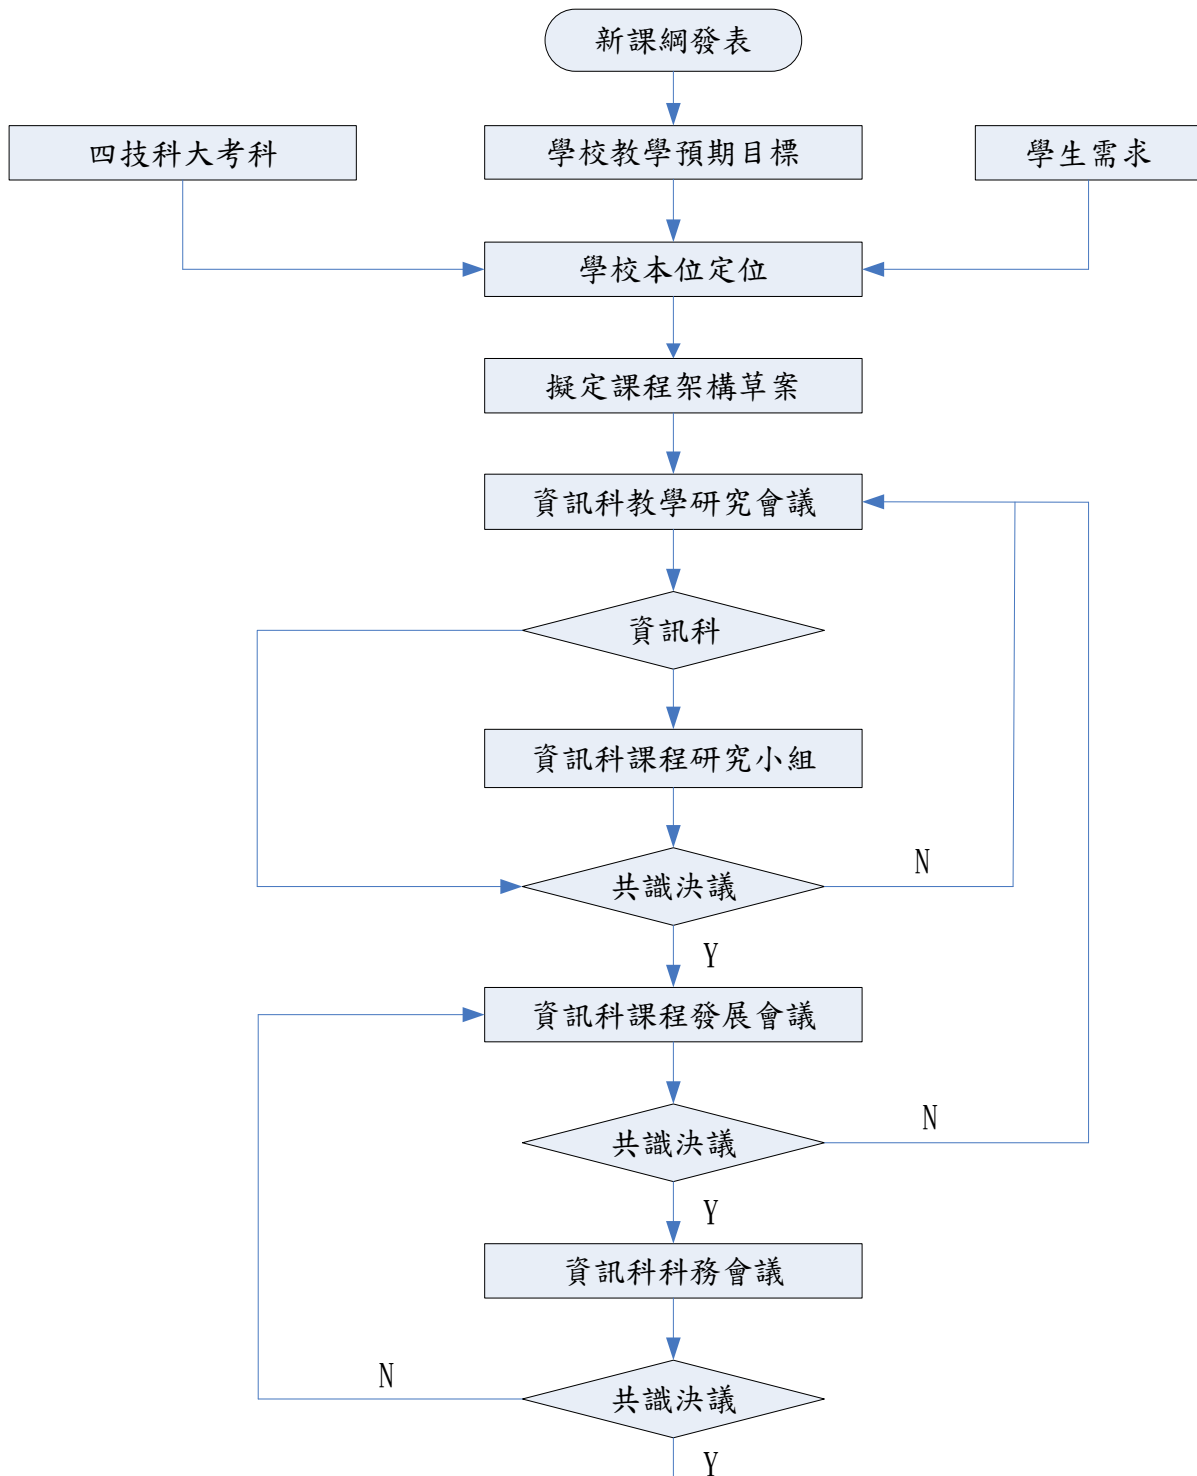 新課綱發表
四技科大考科
學校教學預期目標
學生需求
學校本位定位
擬定課程架構草案
資訊科教學研究會議
資訊科
資訊科課程研究小組
共識決議
N
Y
資訊科課程發展會議
共識決議
N
Y
資訊科科務會議
共識決議
N
Y